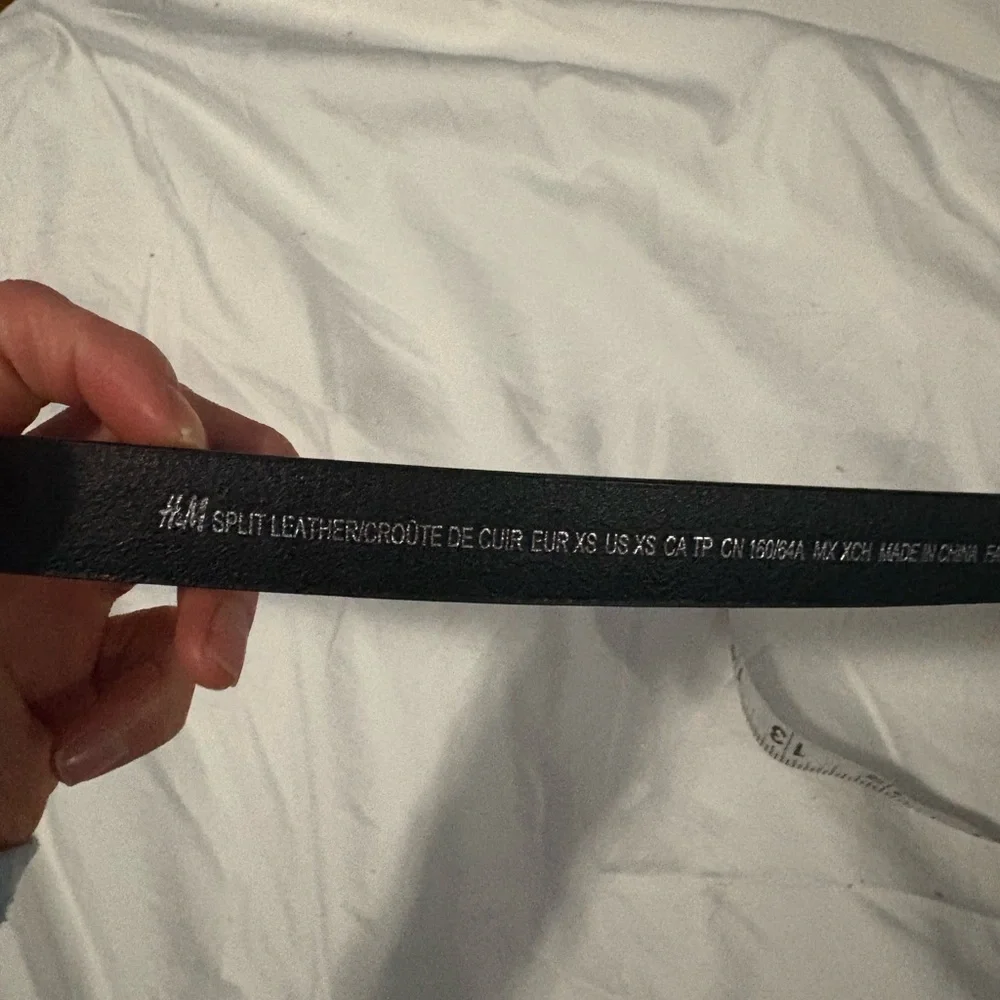 H&M SPLIT LEATHER/CROÛTE DE CUIR EUR XS US XS CA TP CN 160/64A MX XCH MADE IN CHINA
13